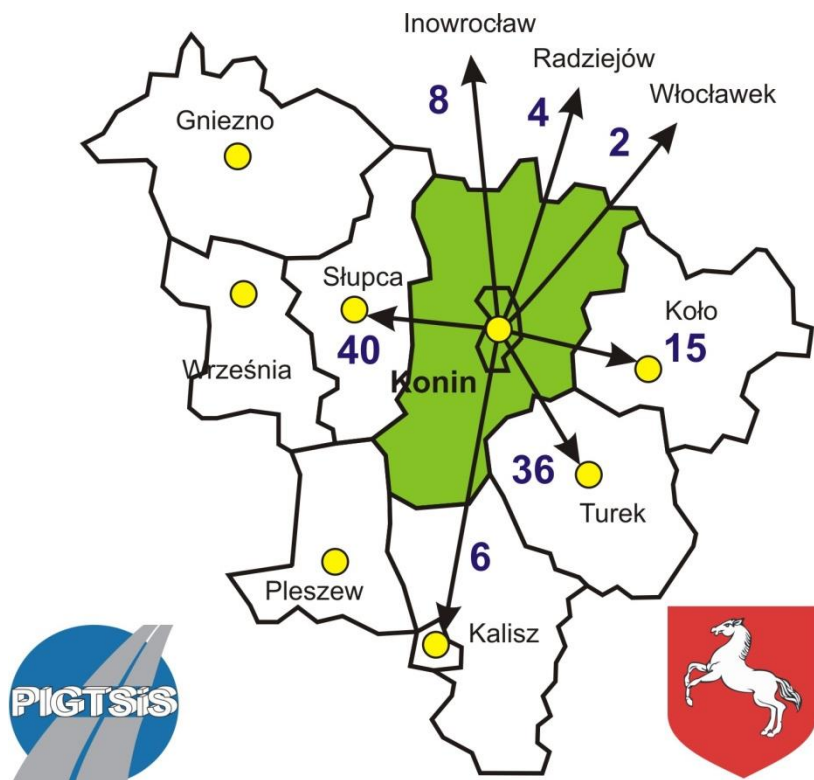 Inowrocław
Radziejów
Włocławek
8
4
2
Gniezno
Słupca
Koło
40
15
Września
Konin
36
Turek
6
Pleszew
Kalisz
PIGTSiS